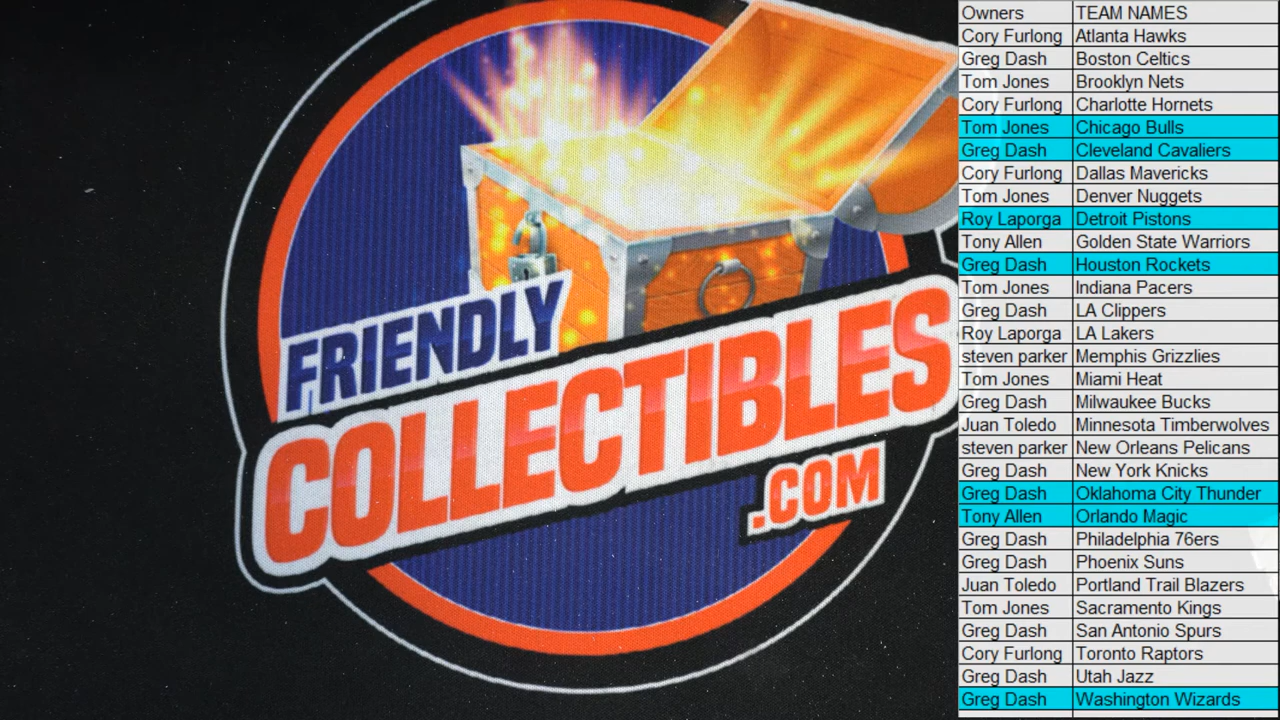 FRIENDLY
COLLECTIBLES
.COM
Owners TEAM NAMES
Cory Furlong Atlanta Hawks
Greg Dash Boston Celtics
Tom Jones Brooklyn Nets
Cory Furlong Charlotte Hornets
Tom Jones Chicago Bulls
Greg Dash Cleveland Cavaliers
Cory Furlong Dallas Mavericks
Tom Jones Denver Nuggets
Roy Laporga Detroit Pistons
Tony Allen Golden State Warriors
Greg Dash Houston Rockets
Tom Jones Indiana Pacers
Greg Dash LA Clippers
Roy Laporga LA Lakers
steven parker Memphis Grizzlies
Tom Jones Miami Heat
Greg Dash Milwaukee Bucks
Juan Toledo Minnesota Timberwolves
steven parker New Orleans Pelicans
Greg Dash New York Knicks
Greg Dash Oklahoma City Thunder
Tony Allen Orlando Magic
Greg Dash Philadelphia 76ers
Greg Dash Phoenix Suns
Juan Toledo Portland Trail Blazers
Tom Jones Sacramento Kings
Greg Dash San Antonio Spurs
Cory Furlong Toronto Raptors
Greg Dash Utah Jazz
Greg Dash Washington Wizards